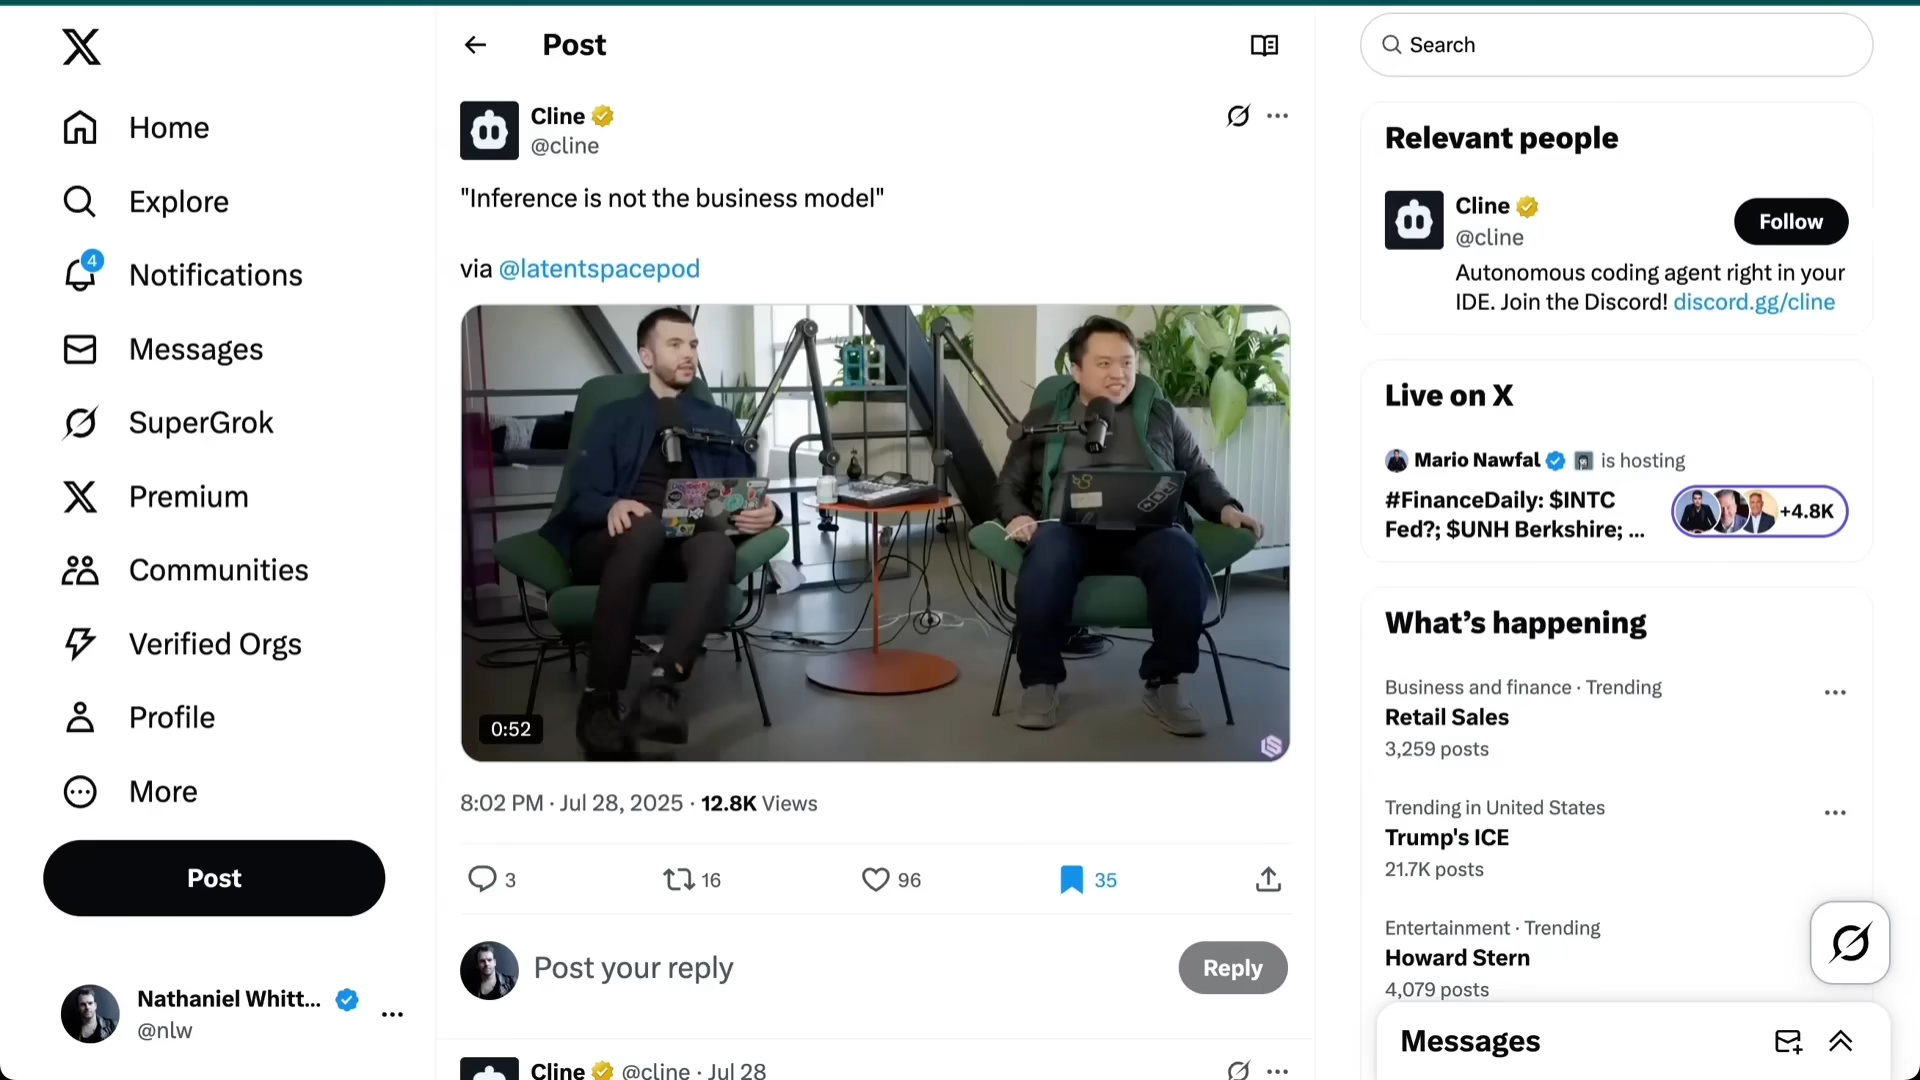 Home
Explore
4
Notifications
Messages
SuperGrok
Premium
Communities
Verified Orgs
Profile
More
Post
Nathaniel Whitt...
@nlw
Post
Cline
@cline
"Inference is not the business model"
via @latentspacepod
0:52
8:02 PM · Jul 28, 2025 · 12.8K Views
3
16
96
35
Post your reply
Reply
Cline @cline · Jul 28
Search
Relevant people
Cline
@cline
Follow
Autonomous coding agent right in your
IDE. Join the Discord! discord.gg/cline
Live on X
Mario Nawfal is hosting
#FinanceDaily: $INTC
Fed?; $UNH Berkshire; ...
+4.8K
What’s happening
Business and finance · Trending
Retail Sales
3,259 posts
Trending in United States
Trump's ICE
21.7K posts
Entertainment · Trending
Howard Stern
4,079 posts
Messages